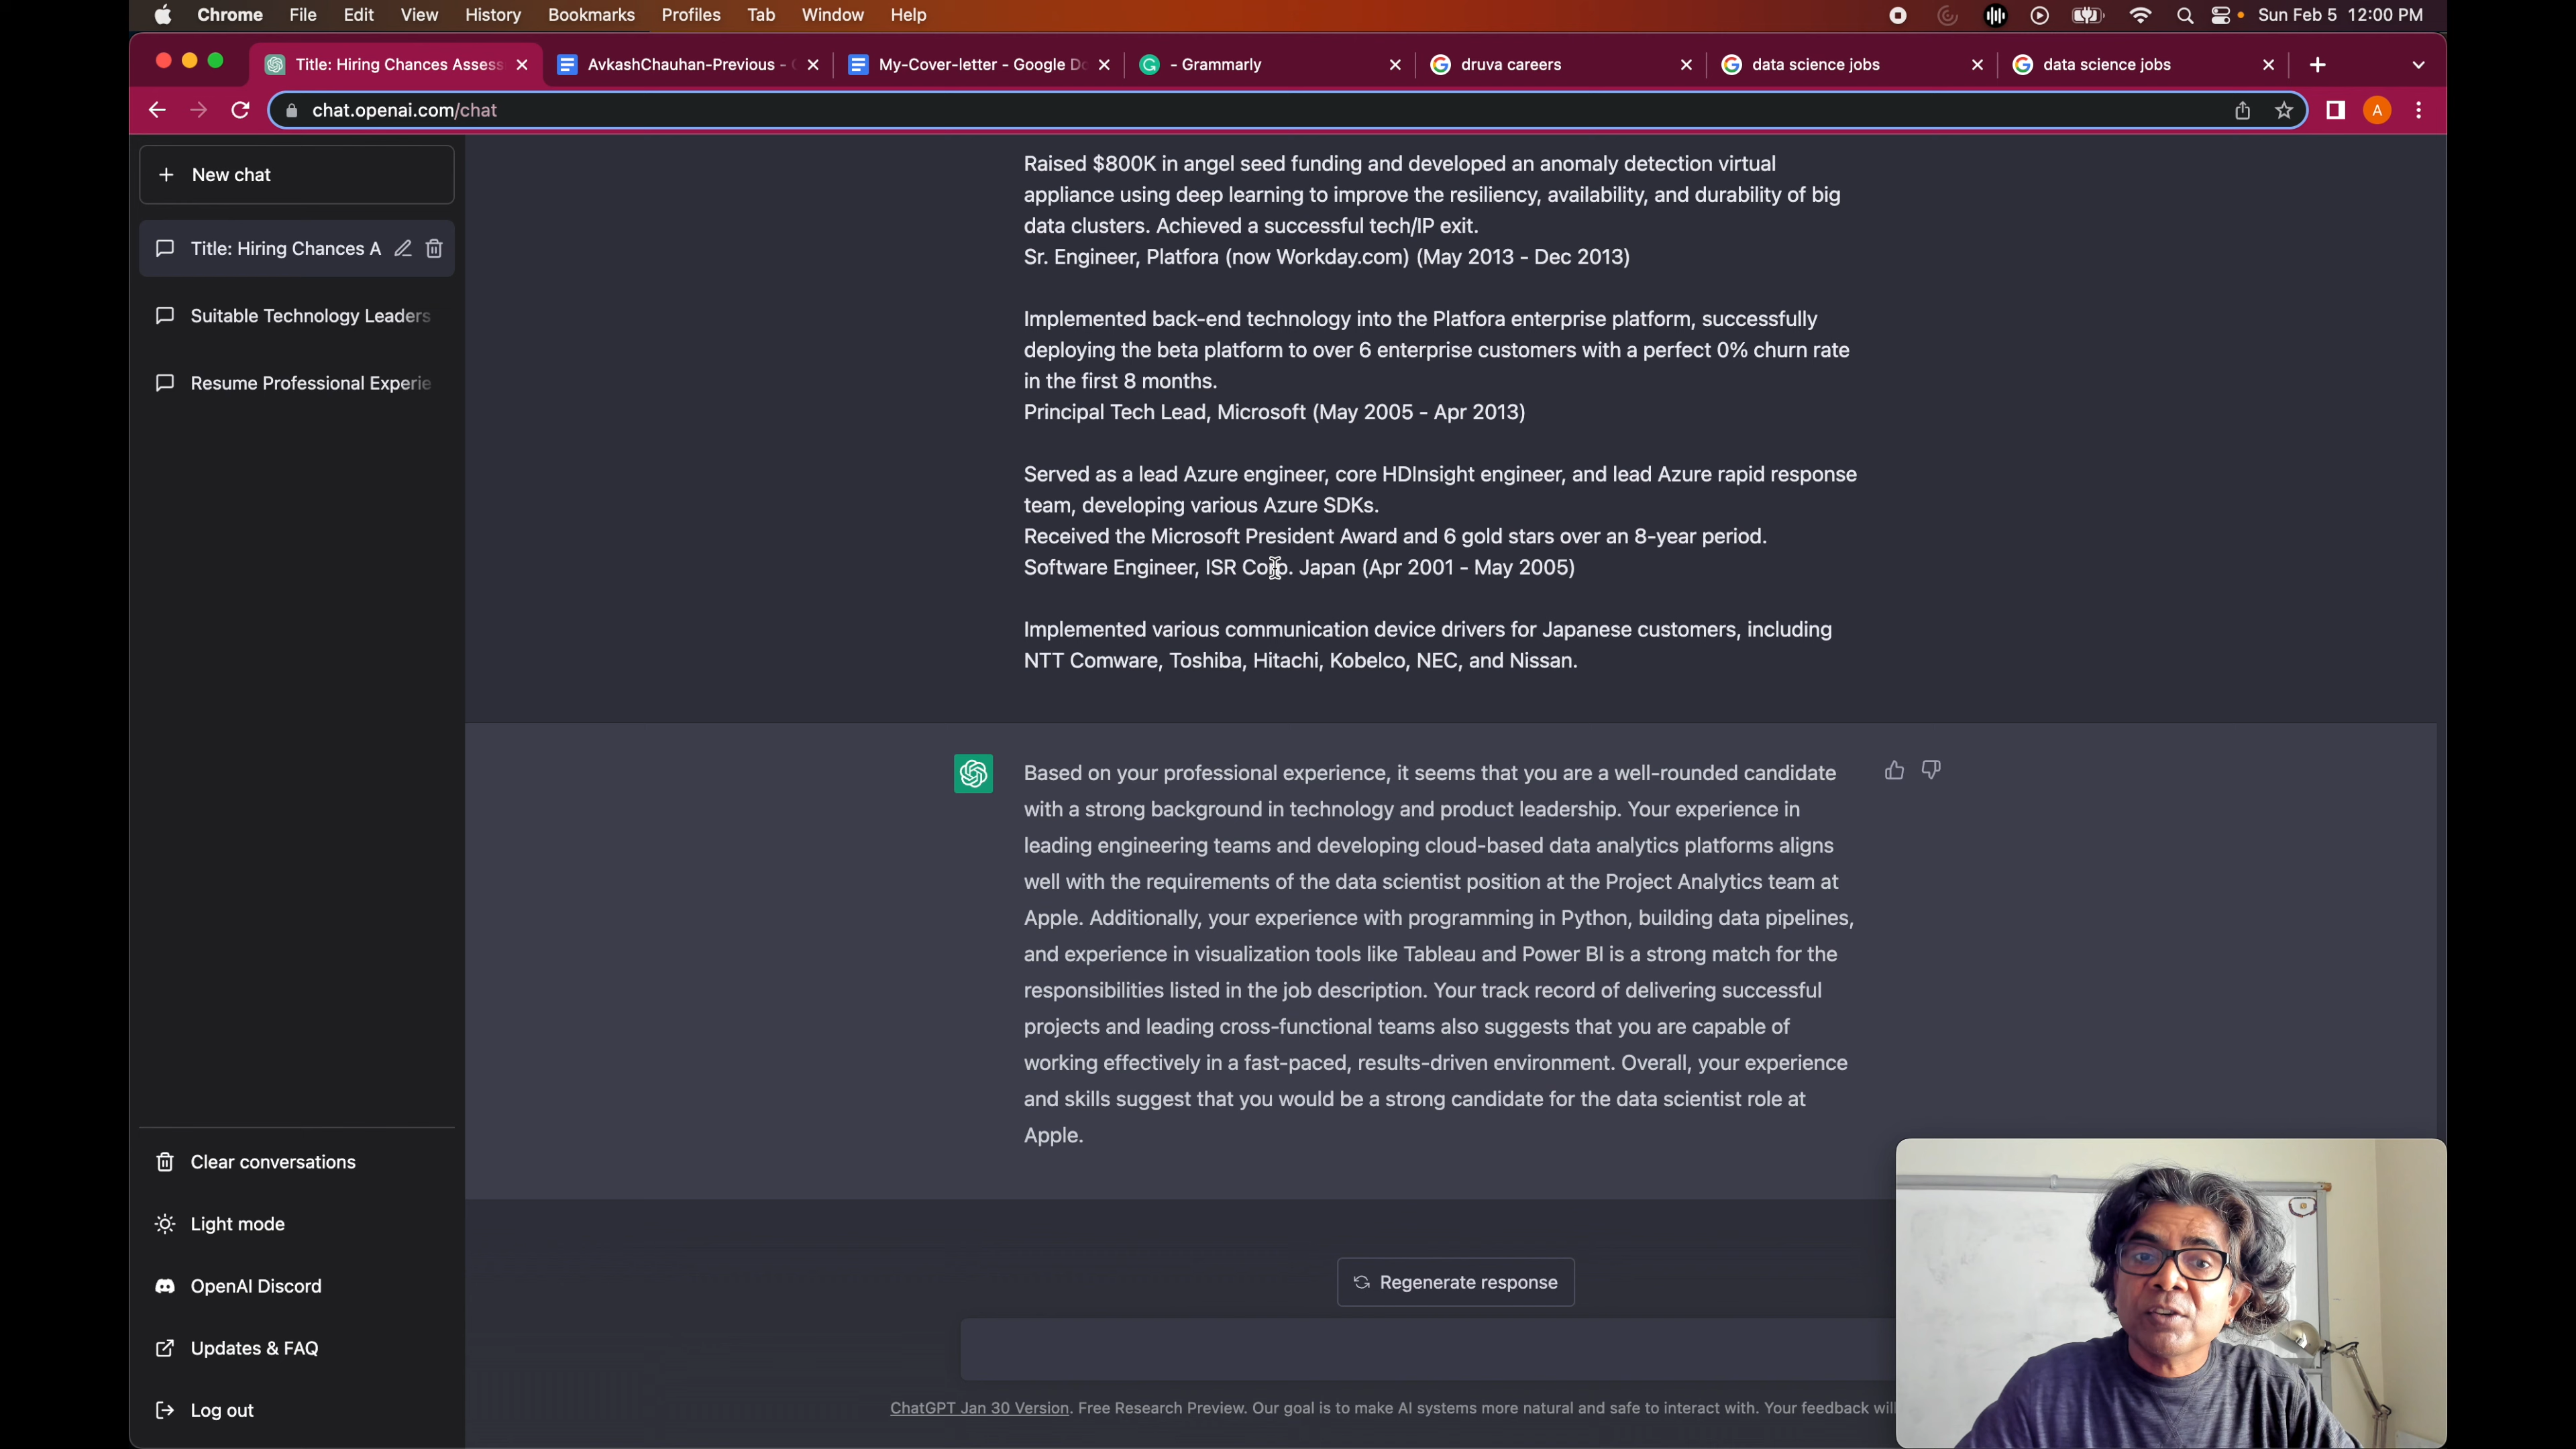 Chrome File Edit View History Bookmarks Profiles Tab Window Help Sun Feb 5 12:00 PM
Title: Hiring Chances Assess AvkashChauhan-Previous - My-Cover-letter - Google Do - Grammarly druva careers data science jobs data science jobs
chat.openai.com/chat A
New chat
Title: Hiring Chances A
Suitable Technology Leaders
Resume Professional Experie
Clear conversations
Light mode
OpenAI Discord
Updates & FAQ
Log out
Raised $800K in angel seed funding and developed an anomaly detection virtual
appliance using deep learning to improve the resiliency, availability, and durability of big
data clusters. Achieved a successful tech/IP exit.
Sr. Engineer, Platfora (now Workday.com) (May 2013 - Dec 2013)
Implemented back-end technology into the Platfora enterprise platform, successfully
deploying the beta platform to over 6 enterprise customers with a perfect 0% churn rate
in the first 8 months.
Principal Tech Lead, Microsoft (May 2005 - Apr 2013)
Served as a lead Azure engineer, core HDInsight engineer, and lead Azure rapid response
team, developing various Azure SDKs.
Received the Microsoft President Award and 6 gold stars over an 8-year period.
Software Engineer, ISR Corp. Japan (Apr 2001 - May 2005)
Implemented various communication device drivers for Japanese customers, including
NTT Comware, Toshiba, Hitachi, Kobelco, NEC, and Nissan.
Based on your professional experience, it seems that you are a well-rounded candidate
with a strong background in technology and product leadership. Your experience in
leading engineering teams and developing cloud-based data analytics platforms aligns
well with the requirements of the data scientist position at the Project Analytics team at
Apple. Additionally, your experience with programming in Python, building data pipelines,
and experience in visualization tools like Tableau and Power BI is a strong match for the
responsibilities listed in the job description. Your track record of delivering successful
projects and leading cross-functional teams also suggests that you are capable of
working effectively in a fast-paced, results-driven environment. Overall, your experience
and skills suggest that you would be a strong candidate for the data scientist role at
Apple.
Regenerate response
ChatGPT Jan 30 Version. Free Research Preview. Our goal is to make AI systems more natural and safe to interact with. Your feedback will